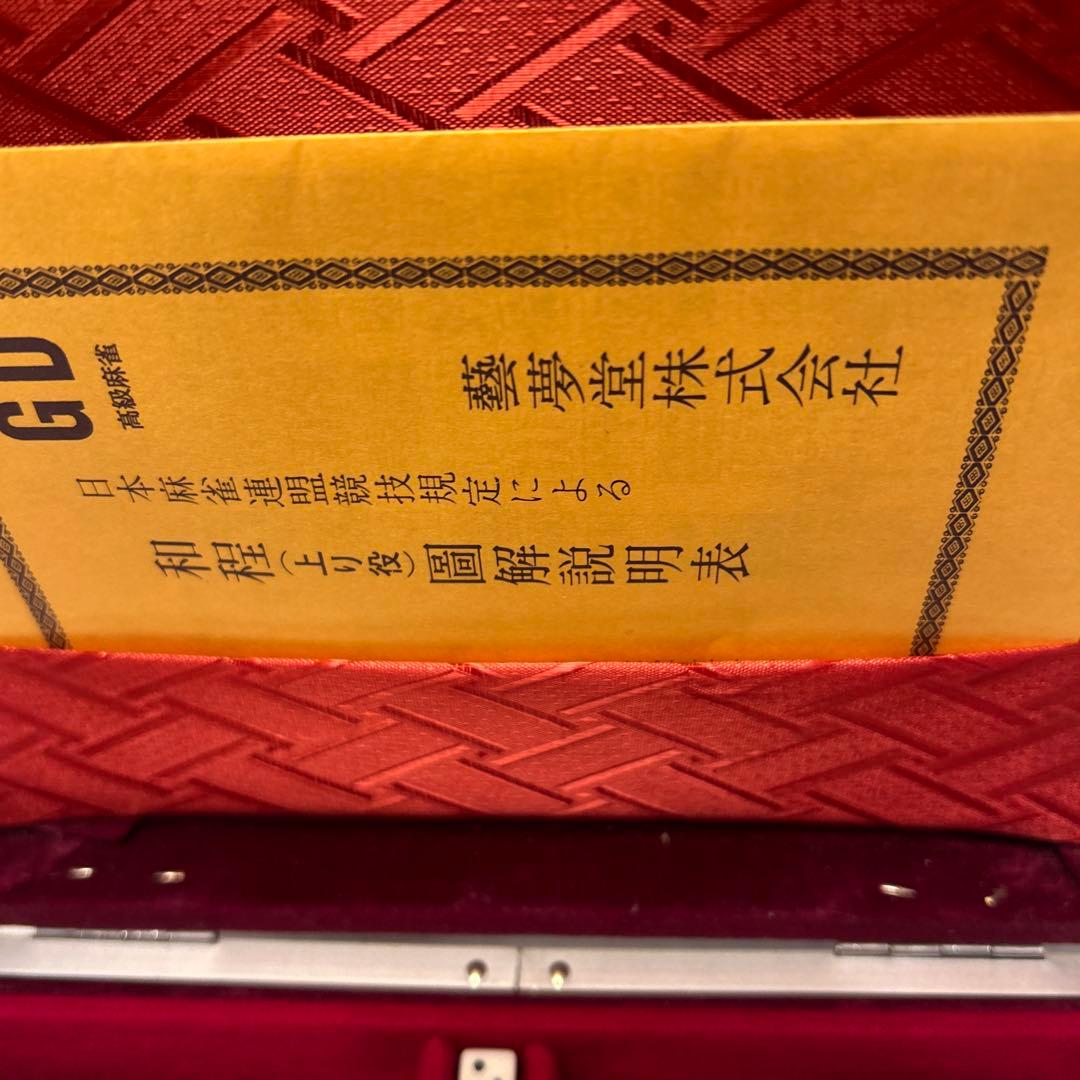 GD
高級麻雀
藝夢堂株式会社
日本麻雀連盟競技規定による
和程(上り役)圖解説明表